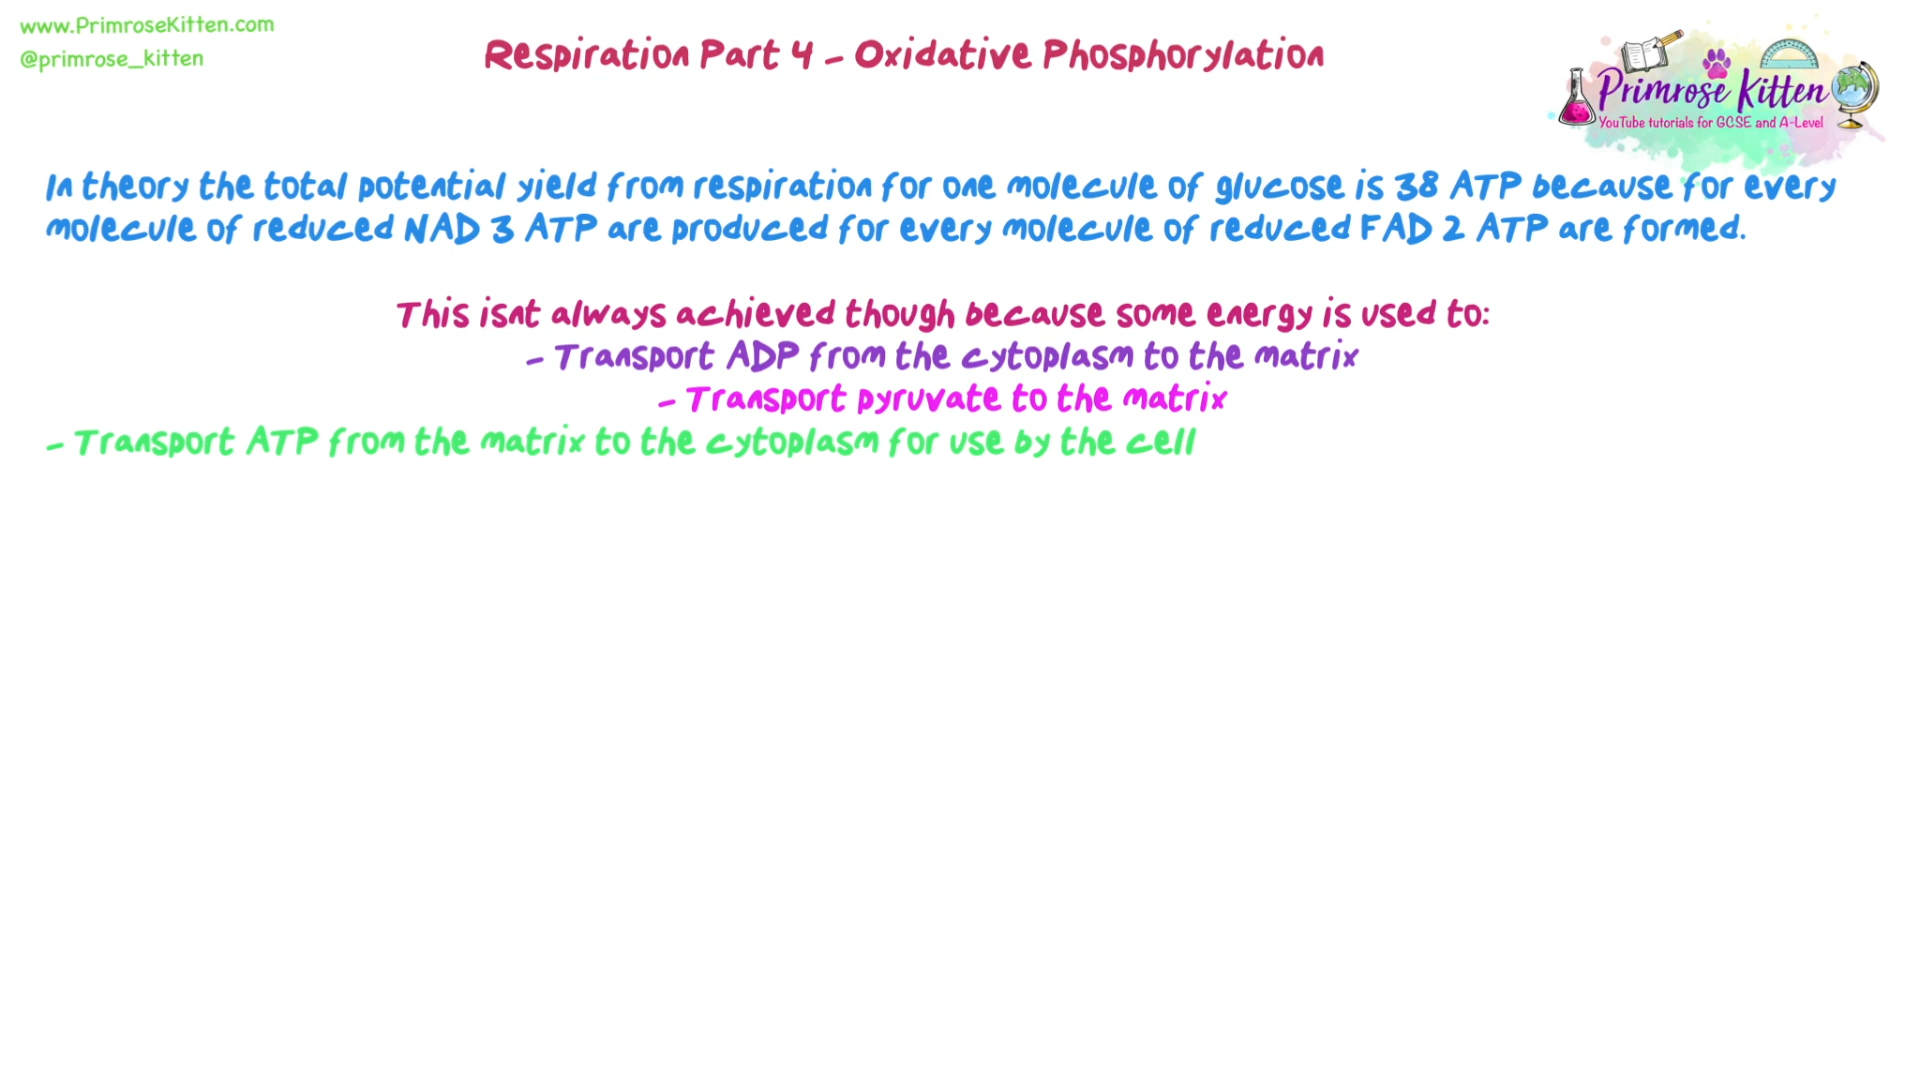 www.PrimroseKitten.com
@primrose_kitten
Respiration Part 4 - Oxidative Phosphorylation
Primrose Kitten
YouTube tutorials for GCSE and A-Level
In theory the total potential yield from respiration for one molecule of glucose is 38 ATP because for every
molecule of reduced NAD 3 ATP are produced for every molecule of reduced FAD 2 ATP are formed.
This isnt always achieved though because some energy is used to:
- Transport ADP from the cytoplasm to the matrix
- Transport pyruvate to the matrix
- Transport ATP from the matrix to the cytoplasm for use by the cell